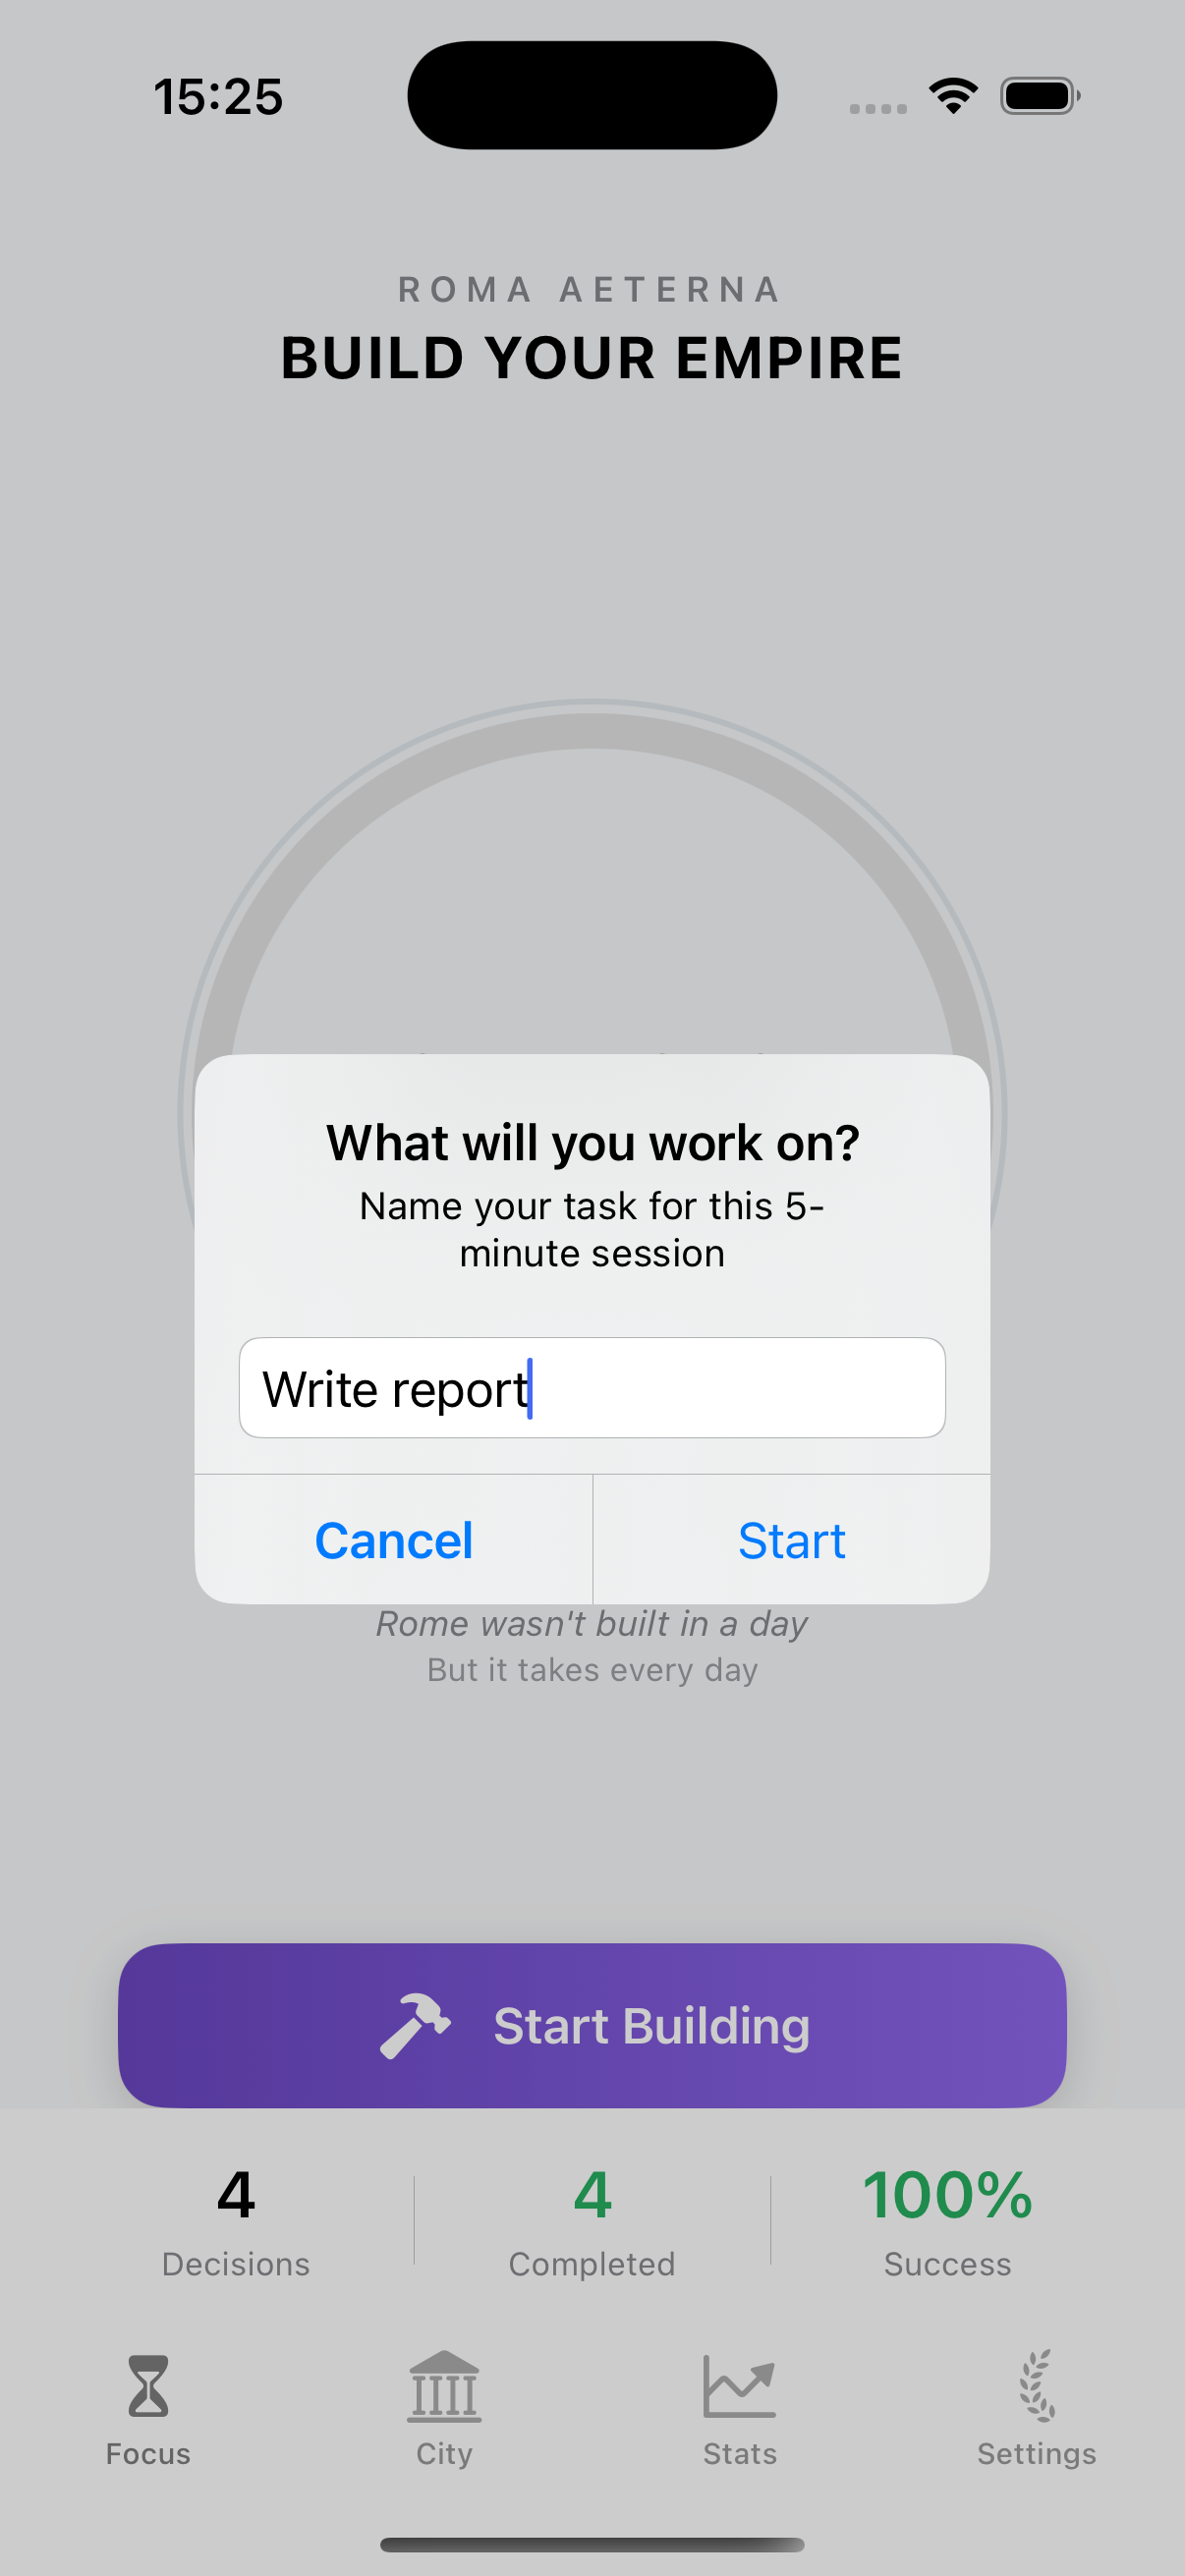 15:25
ROMA AETERNA
BUILD YOUR EMPIRE
What will you work on?
Name your task for this 5-
minute session
Write report
Cancel
Start
Rome wasn't built in a day
But it takes every day
Start Building
4
4
100%
Decisions
Completed
Success
Focus
City
Stats
Settings